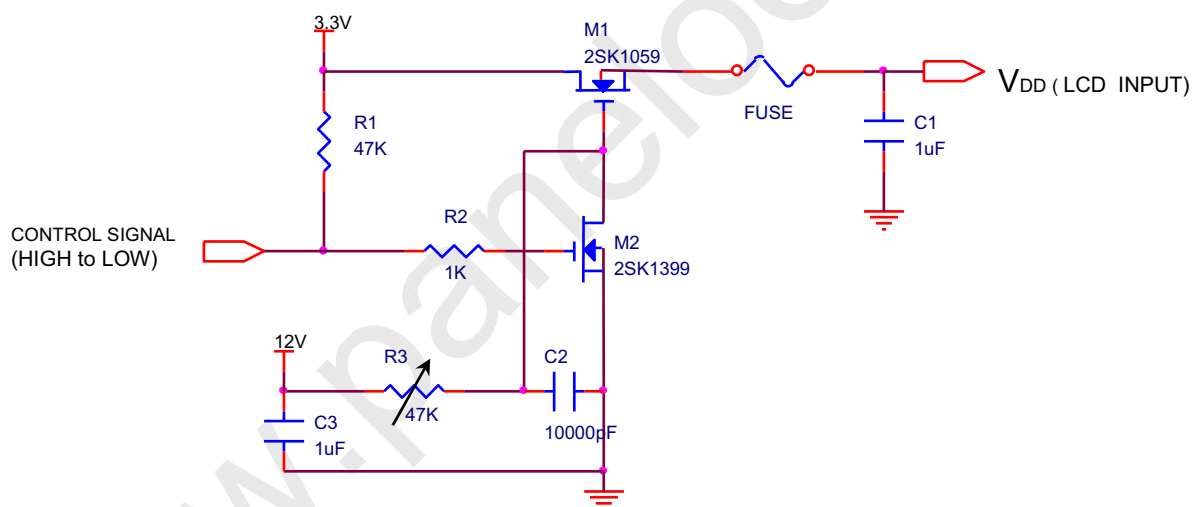 3.3V
M1
2SK1059
VDD ( LCD INPUT)
FUSE
R1
47K
C1
1uF
CONTROL SIGNAL
(HIGH to LOW)
R2
1K
M2
2SK1399
12V
R3
47K
C2
10000pF
C3
1uF
w.panelo